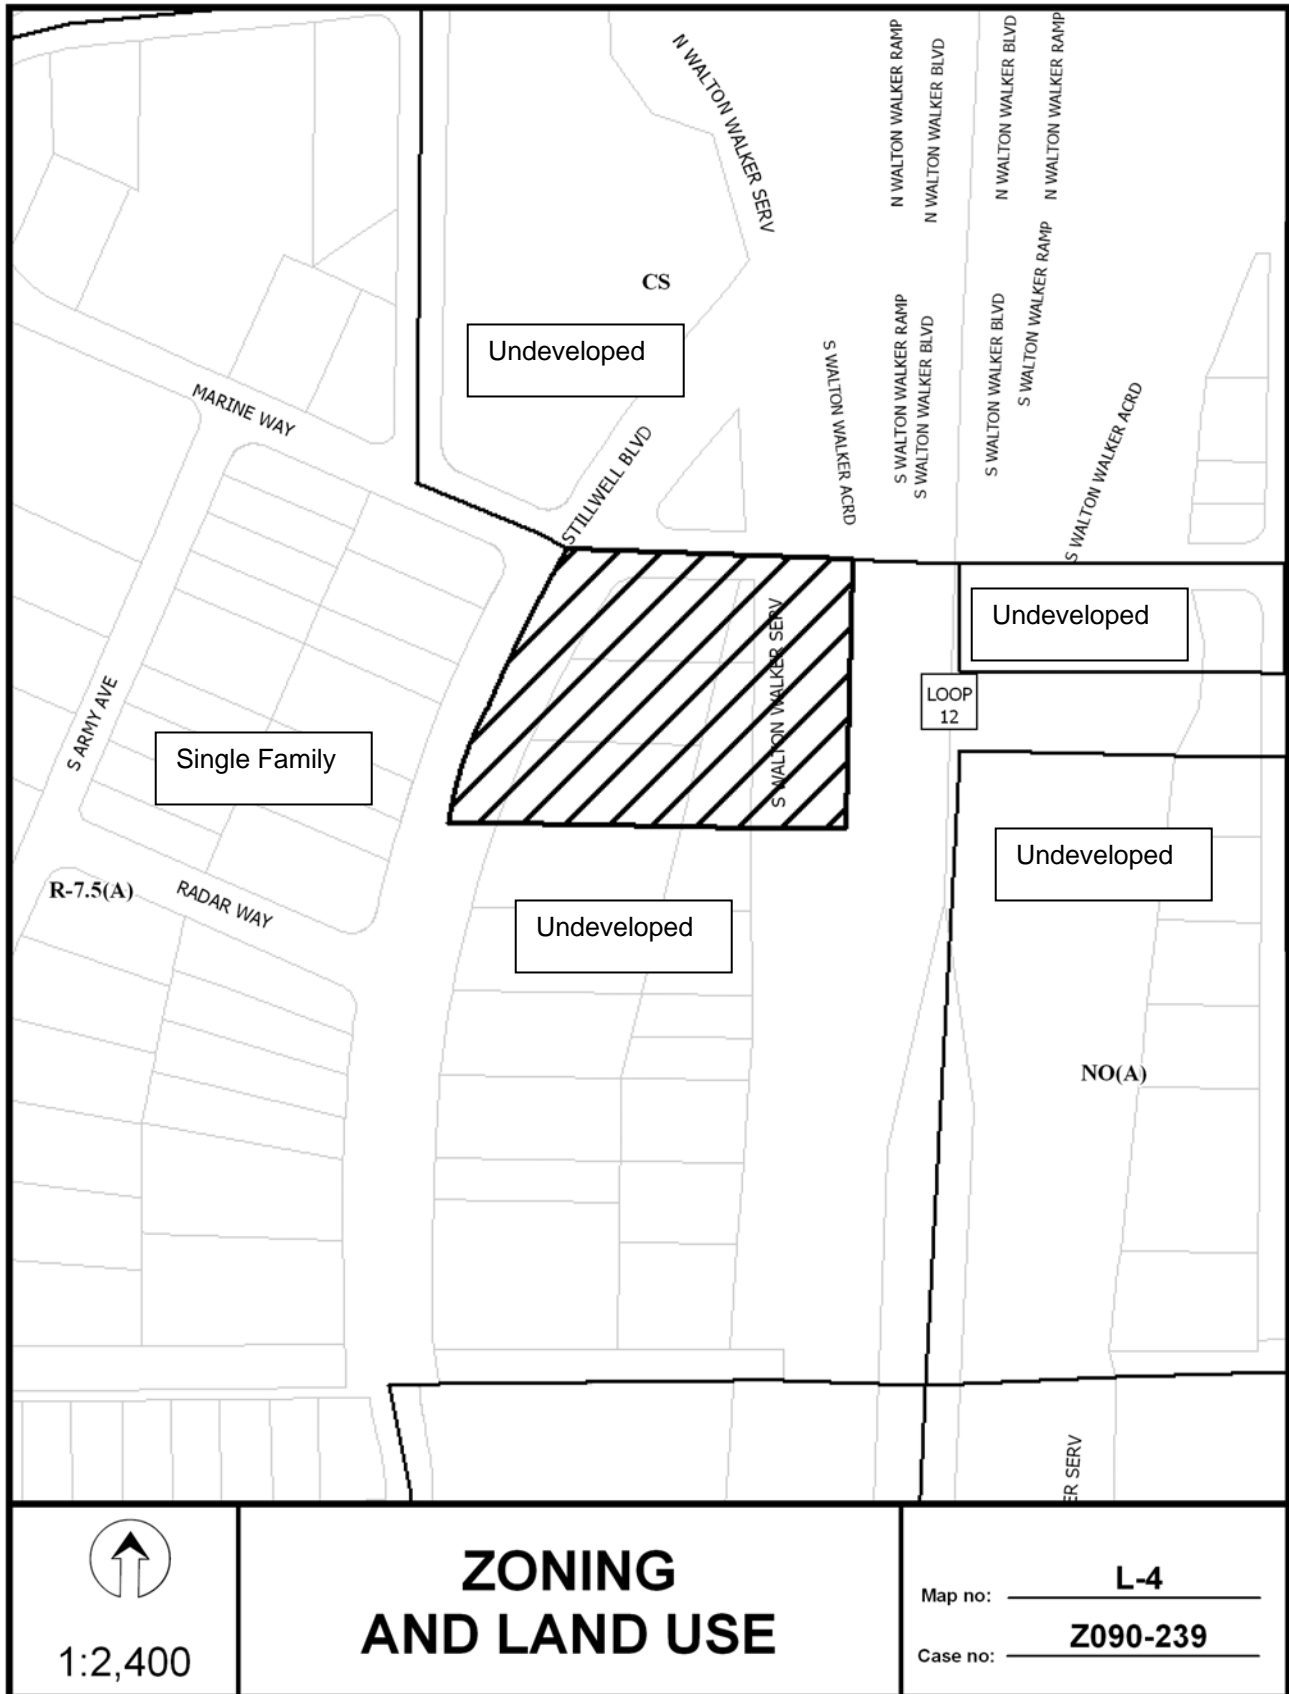 N WALTON WALKER SERV
N WALTON WALKER RAMP
N WALTON WALKER BLVD
N WALTON WALKER BLVD
N WALTON WALKER RAMP
CS
Undeveloped
S WALTON WALKER ACRD
S WALTON WALKER RAMP
S WALTON WALKER BLVD
S WALTON WALKER BLVD
S WALTON WALKER RAMP
S WALTON WALKER ACRD
MARINE WAY
STILLWELL BLVD
S WALTON WALKER SERV
Undeveloped
LOOP
12
S ARMY AVE
Single Family
R-7.5(A)
RADAR WAY
Undeveloped
Undeveloped
NO(A)
ER SERV
1:2,400
ZONING
AND LAND USE
Map no: L-4
Case no: Z090-239